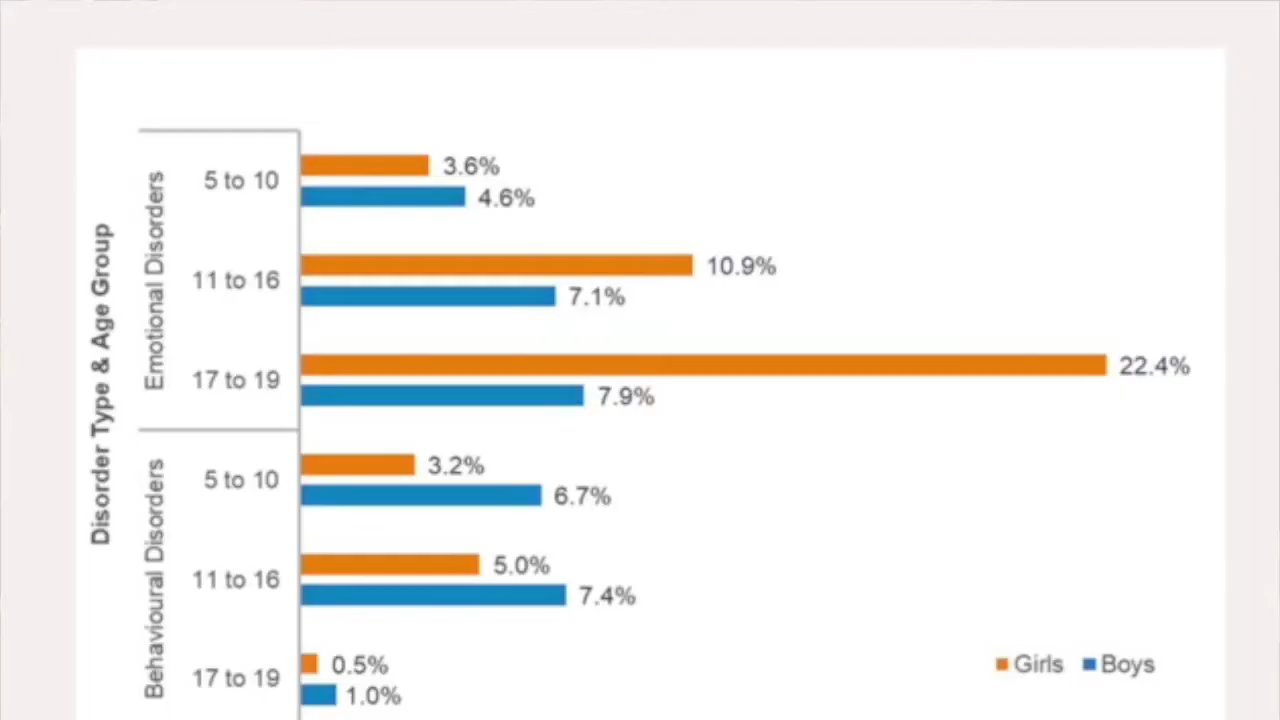 Disorder Type & Age Group
Emotional Disorders
5 to 10
3.6%
4.6%
11 to 16
10.9%
7.1%
17 to 19
22.4%
7.9%
Behavioural Disorders
5 to 10
3.2%
6.7%
11 to 16
5.0%
7.4%
17 to 19
0.5%
1.0%
Girls Boys